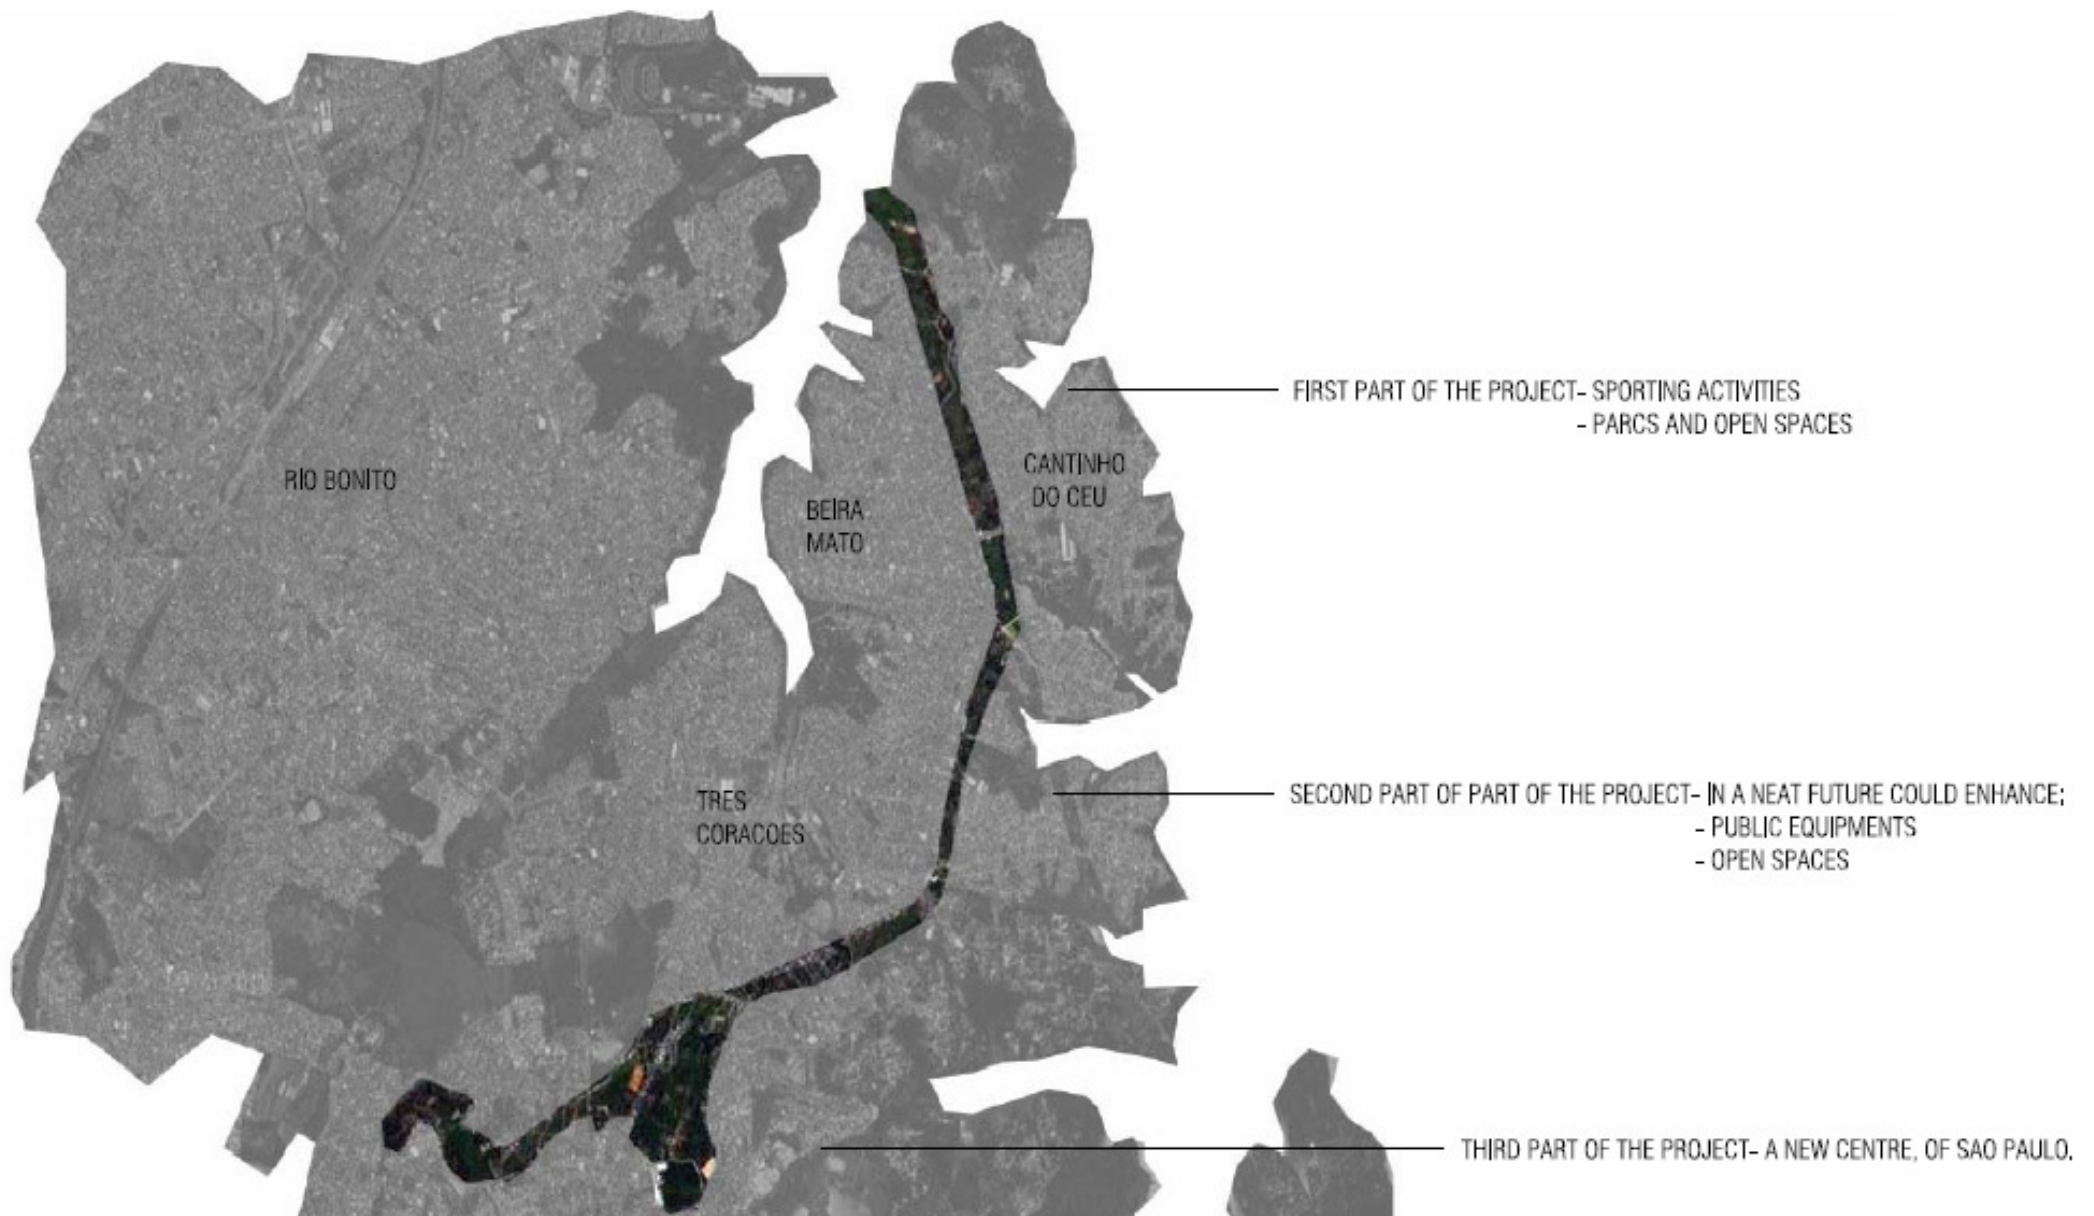 FIRST PART OF THE PROJECT- SPORTING ACTIVITIES
- PARCS AND OPEN SPACES
RIO BONITO
CANTINHO
DO CEU
BEIRA
MATO
SECOND PART OF PART OF THE PROJECT- IN A NEAT FUTURE COULD ENHANCE;
- PUBLIC EQUIPMENTS
- OPEN SPACES
TRES
CORACOES
THIRD PART OF THE PROJECT- A NEW CENTRE, OF SAO PAULO.